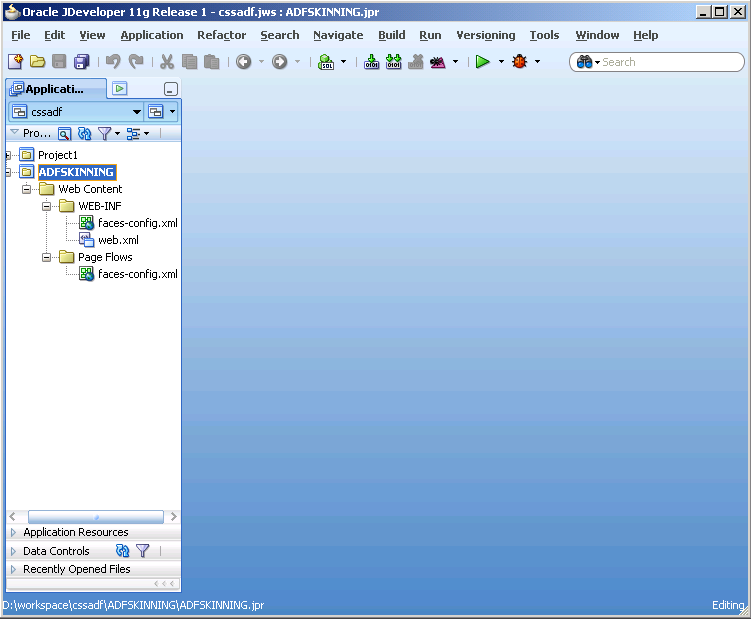 Oracle JDeveloper 11g Release 1 - cssadf.jws : ADFSKINNING.jpr
File Edit View Application Refactor Search Navigate Build Run Versioning Tools Window Help
SQL Search
Applicati...
cssadf
Pro...
Project1
ADFSKINNING
Web Content
WEB-INF
faces-config.xml
web.xml
Page Flows
faces-config.xml
Application Resources
Data Controls
Recently Opened Files
D:\workspace\cssadf\ADFSKINNING\ADFSKINNING.jpr Editing